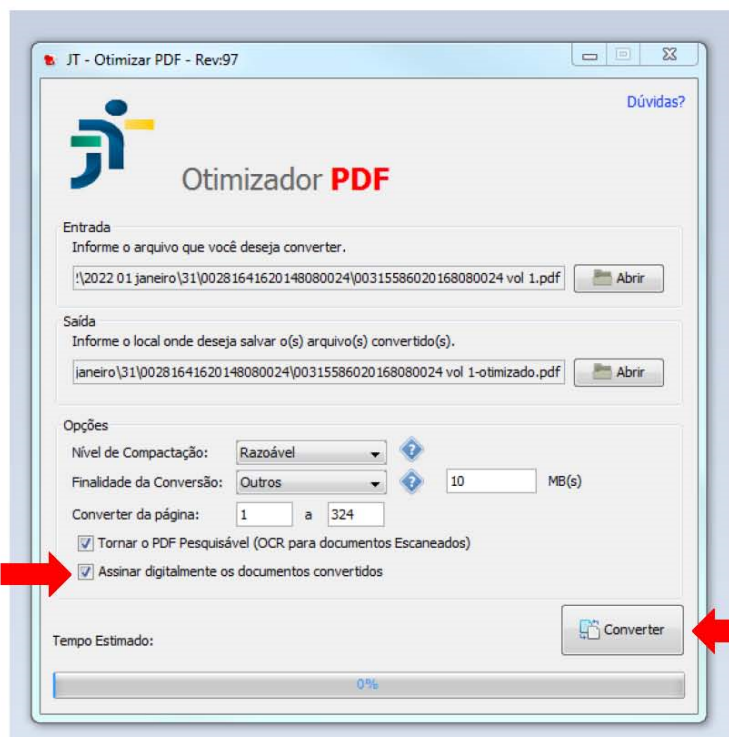 JT - Otimizar PDF - Rev:97
Dúvidas?
Otimizador PDF
Entrada
Informe o arquivo que você deseja converter.
!\2022 01 janeiro\31\00281641620148080024\00315586020168080024 vol 1.pdf Abrir
Saída
Informe o local onde deseja salvar o(s) arquivo(s) convertido(s).
janeiro\31\00281641620148080024\00315586020168080024 vol 1-otimizado.pdf Abrir
Opções
Nível de Compactação: Razoável
Finalidade da Conversão: Outros 10 MB(s)
Converter da página: 1 a 324
Tornar o PDF Pesquisável (OCR para documentos Escaneados)
Assinar digitalmente os documentos convertidos
Converter
Tempo Estimado:
0%